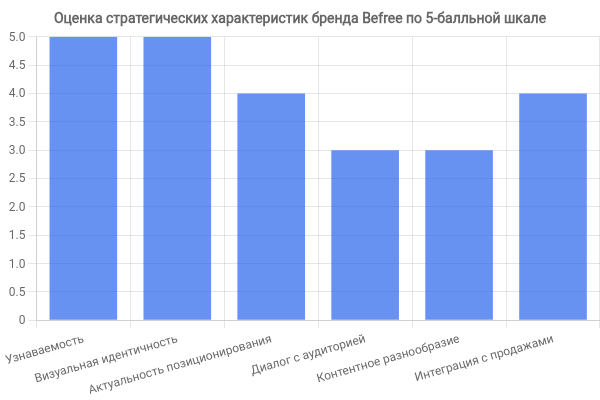 Оценка стратегических характеристик бренда Befree по 5-балльной шкале
5.0
4.5
4.0
3.5
3.0
2.5
2.0
1.5
1.0
0.5
0
Узнаваемость
Визуальная идентичность
Актуальность позиционирования
Диалог с аудиторией
Контентное разнообразие
Интеграция с продажами